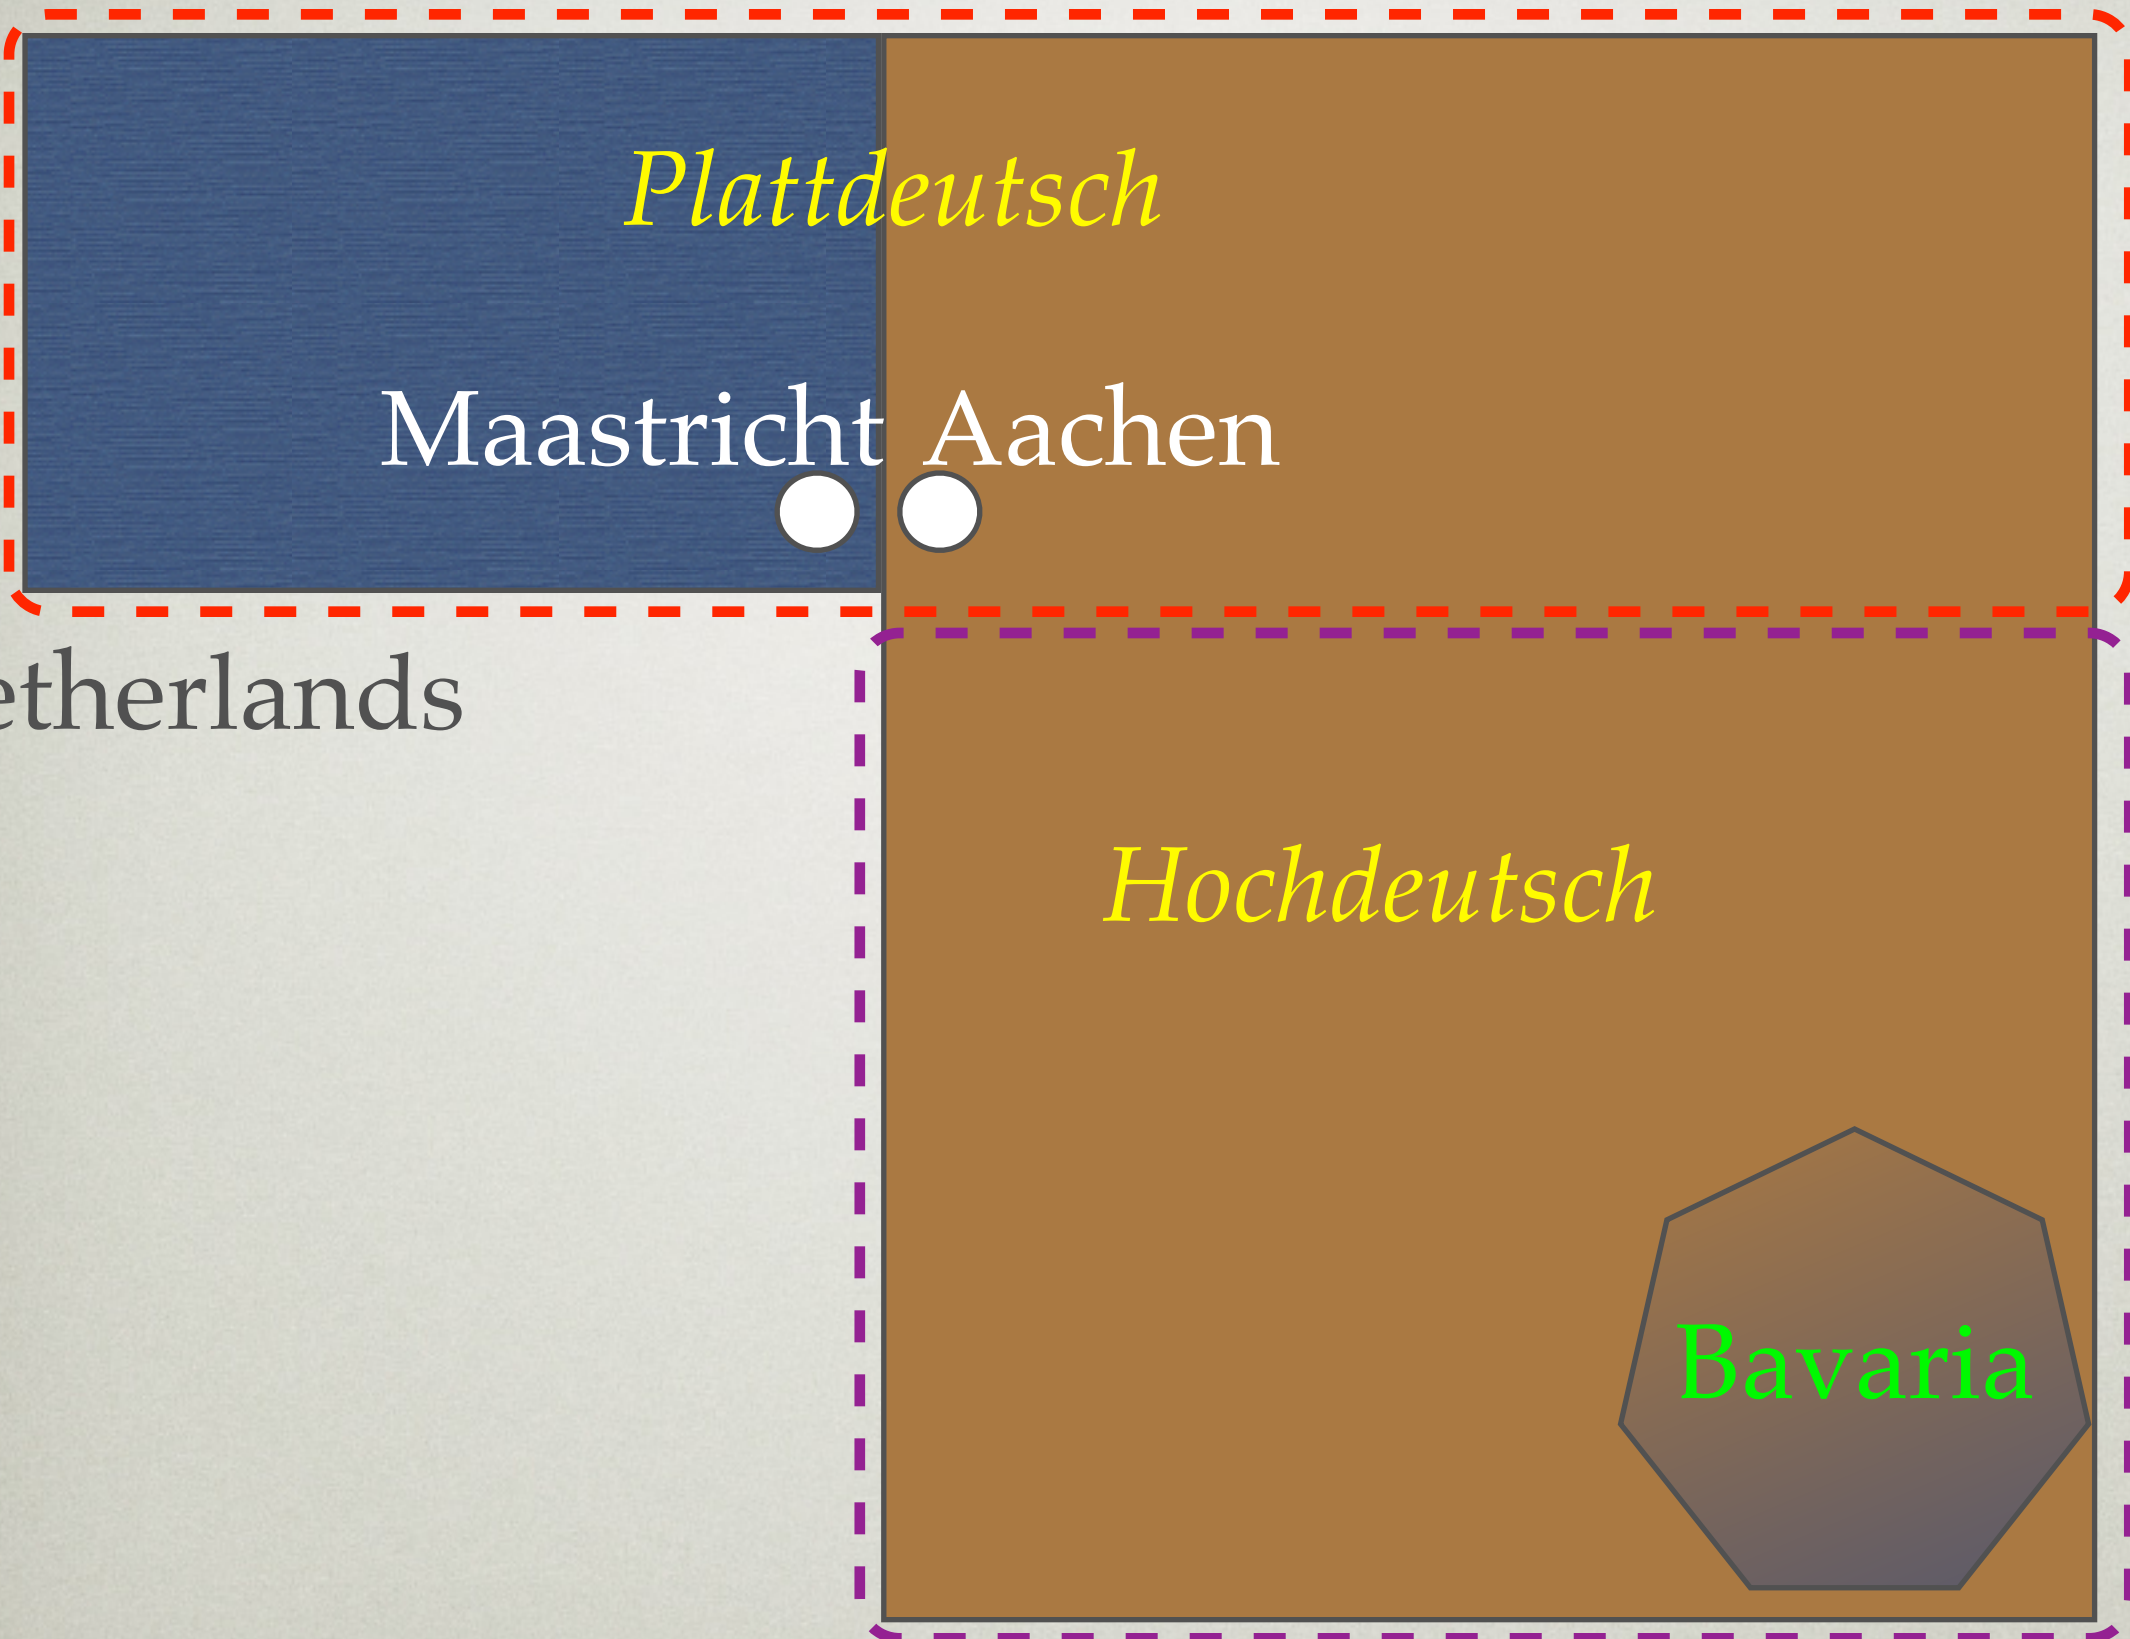 Plattdeutsch
Maastricht Aachen
etherlands
Hochdeutsch
Bavaria